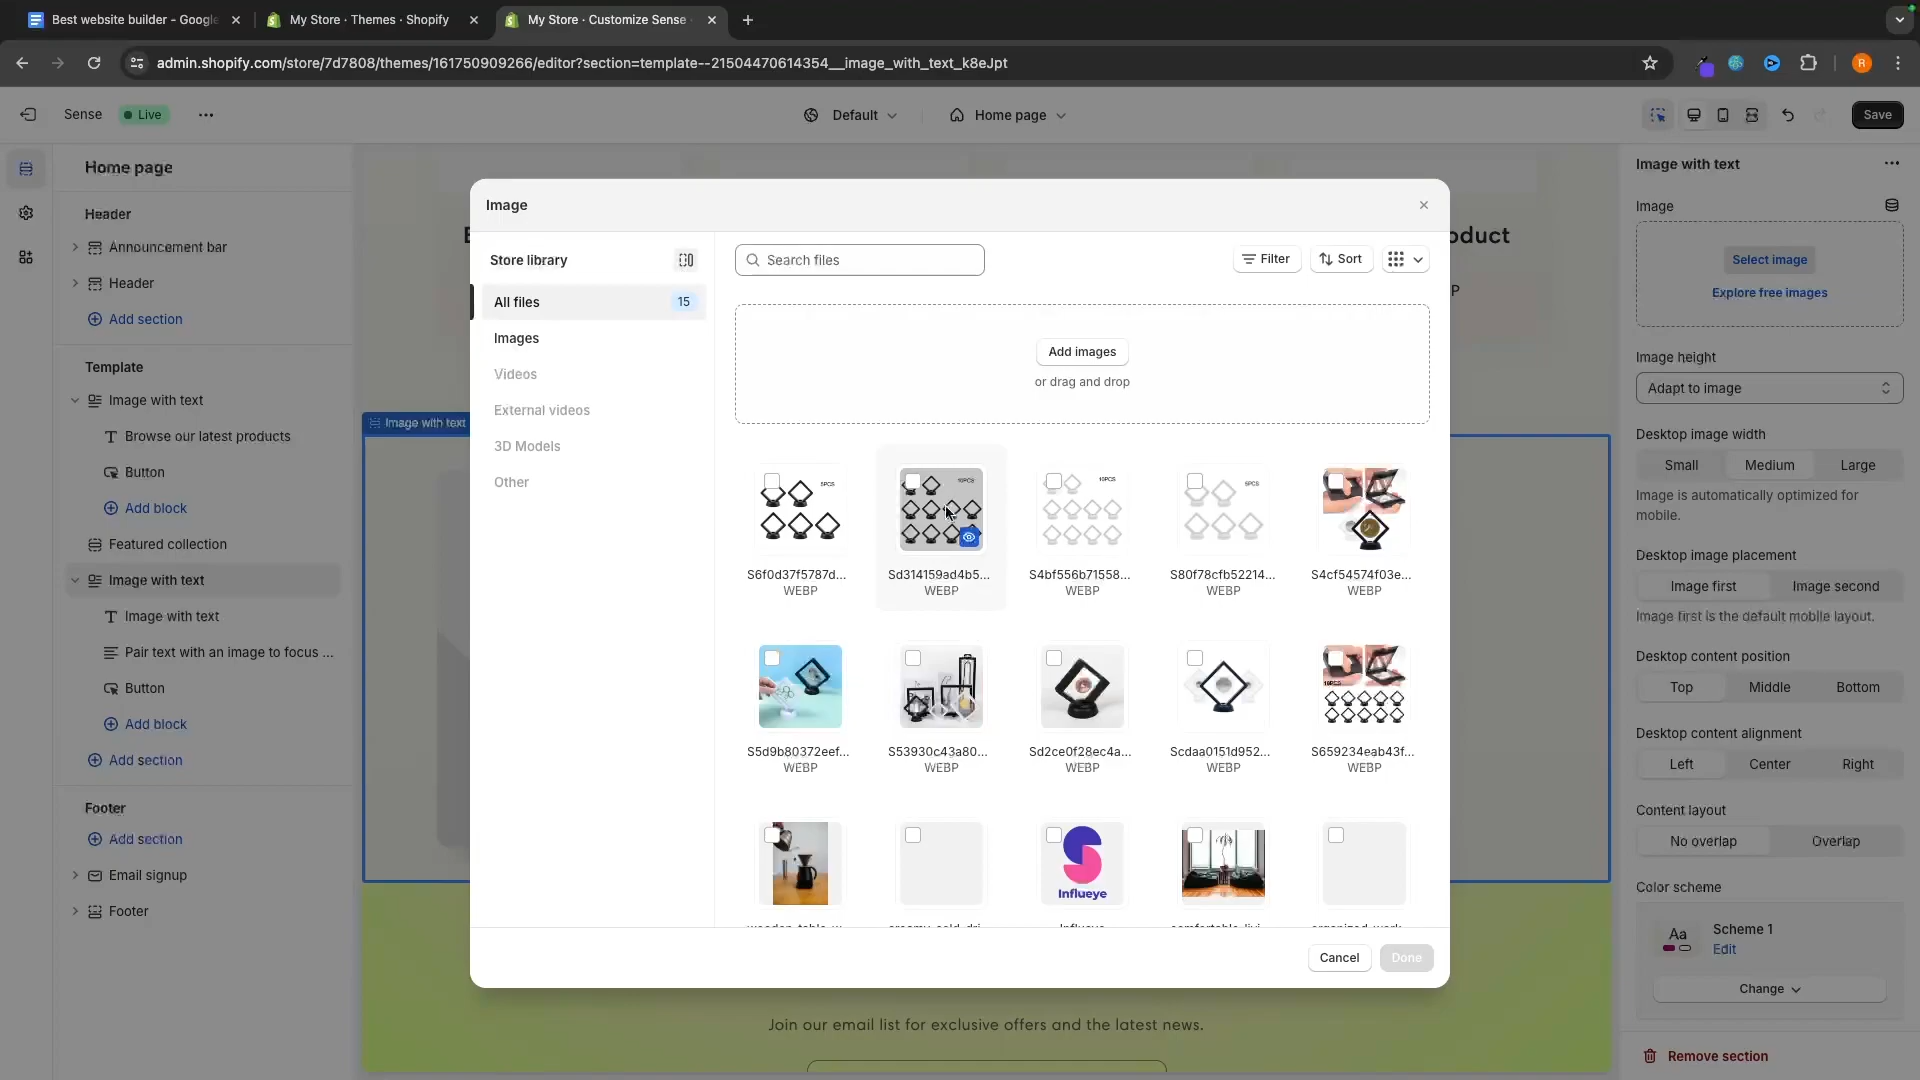 Best website builder - Google
My Store · Themes · Shopify
My Store · Customize Sense ·
admin.shopify.com/store/7d7808/themes/161750909266/editor?section=template--21504470614354__image_with_text_k8eJpt
R
Sense
Live
Default
Home page
Save
Home page
Header
Announcement bar
Header
Add section
Template
Image with text
Browse our latest products
Button
Add block
Featured collection
Image with text
Image with text
Pair text with an image to focus ...
Button
Add block
Add section
Footer
Add section
Email signup
Footer
Image with text
oduct
Join our email list for exclusive offers and the latest news.
Image
Store library
All files
15
Images
Videos
External videos
3D Models
Other
Search files
Filter
Sort
Add images
or drag and drop
5PCS
10PCS
10PCS
5PCS
S6f0d37f5787d...
WEBP
Sd314159ad4b5...
WEBP
S4bf556b71558...
WEBP
S80f78cfb52214...
WEBP
S4cf54574f03e...
WEBP
10PCS
S5d9b80372eef...
WEBP
S53930c43a80...
WEBP
Sd2ce0f28ec4a...
WEBP
Scdaa0151d952...
WEBP
S659234eab43f...
WEBP
Influeye
Cancel
Done
Image with text
Image
Select image
Explore free images
Image height
Adapt to image
Desktop image width
Small
Medium
Large
Image is automatically optimized for
mobile.
Desktop image placement
Image first
Image second
Image first is the default mobile layout.
Desktop content position
Top
Middle
Bottom
Desktop content alignment
Left
Center
Right
Content layout
No overlap
Overlap
Color scheme
Aa
Scheme 1
Edit
Change
Remove section